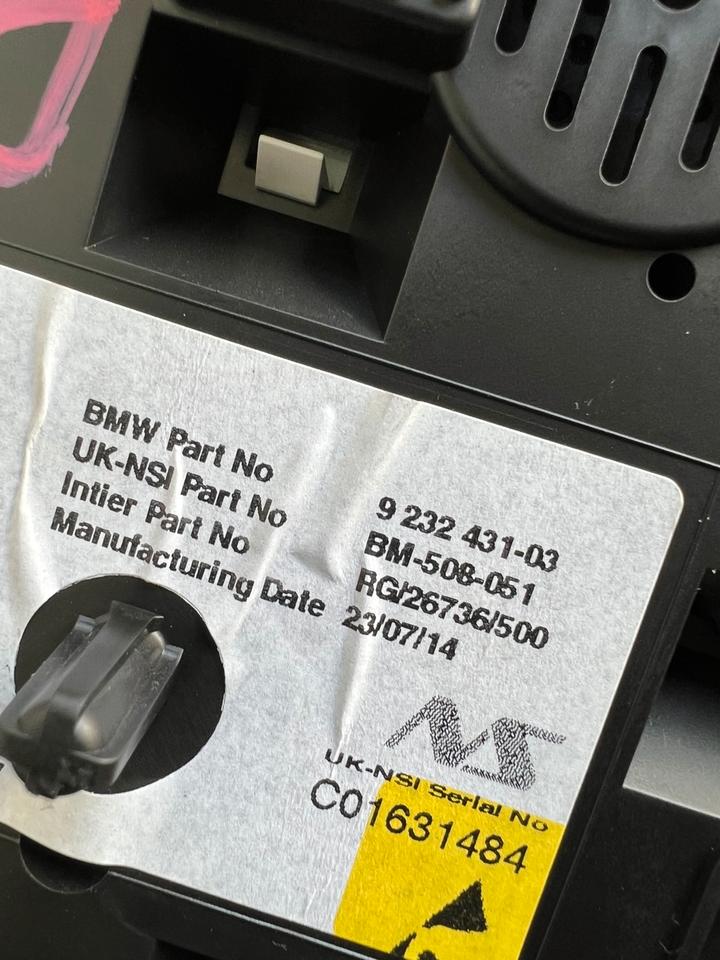 BMW Part No 9 232 431-03
UK-NSI Part No BM-508-051
Intier Part No RG/26736/500
Manufacturing Date 23/07/14
NS
UK-NSI Serial No
C01631484